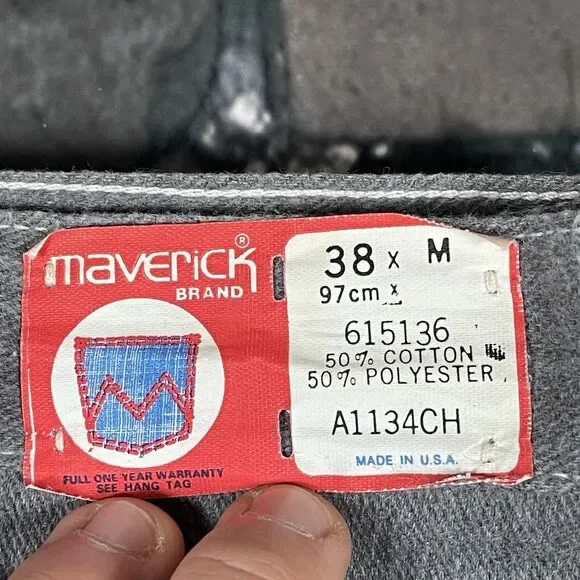 maverick®
BRAND
FULL ONE YEAR WARRANTY
SEE HANG TAG
38 x M
97cm x
615136
50% COTTON
50% POLYESTER
A1134CH
MADE IN U.S.A.